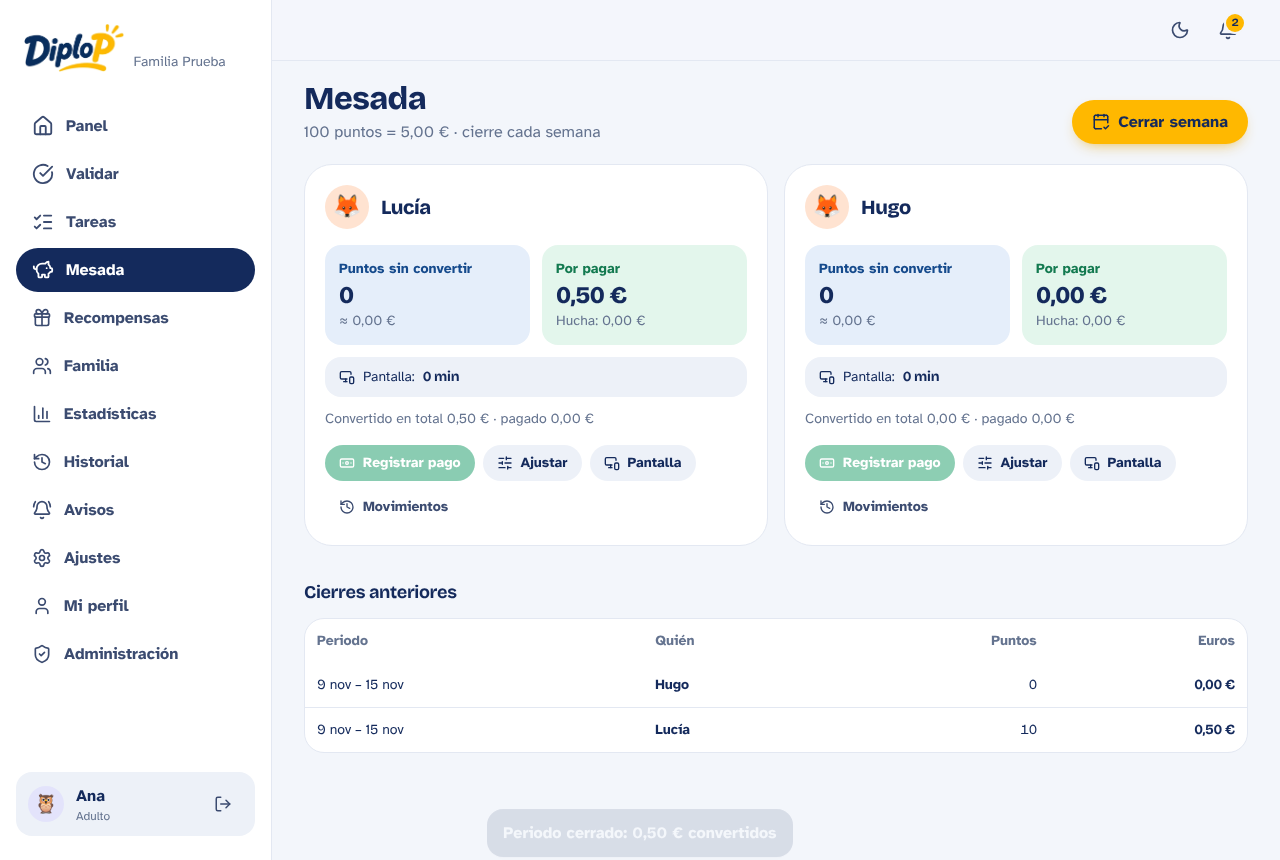 DiploP
Familia Prueba
2
Panel
Validar
Tareas
Mesada
Recompensas
Familia
Estadísticas
Historial
Avisos
Ajustes
Mi perfil
Administración
Ana
Adulto
Mesada
100 puntos = 5,00 € · cierre cada semana
Cerrar semana
Lucía
Puntos sin convertir
0
≈ 0,00 €
Por pagar
0,50 €
Hucha: 0,00 €
Pantalla: 0 min
Convertido en total 0,50 € · pagado 0,00 €
Registrar pago Ajustar Pantalla
Movimientos
Hugo
Puntos sin convertir
0
≈ 0,00 €
Por pagar
0,00 €
Hucha: 0,00 €
Pantalla: 0 min
Convertido en total 0,00 € · pagado 0,00 €
Registrar pago Ajustar Pantalla
Movimientos
Cierres anteriores
Periodo Quién Puntos Euros
9 nov – 15 nov Hugo 0 0,00 €
9 nov – 15 nov Lucía 10 0,50 €
Periodo cerrado: 0,50 € convertidos